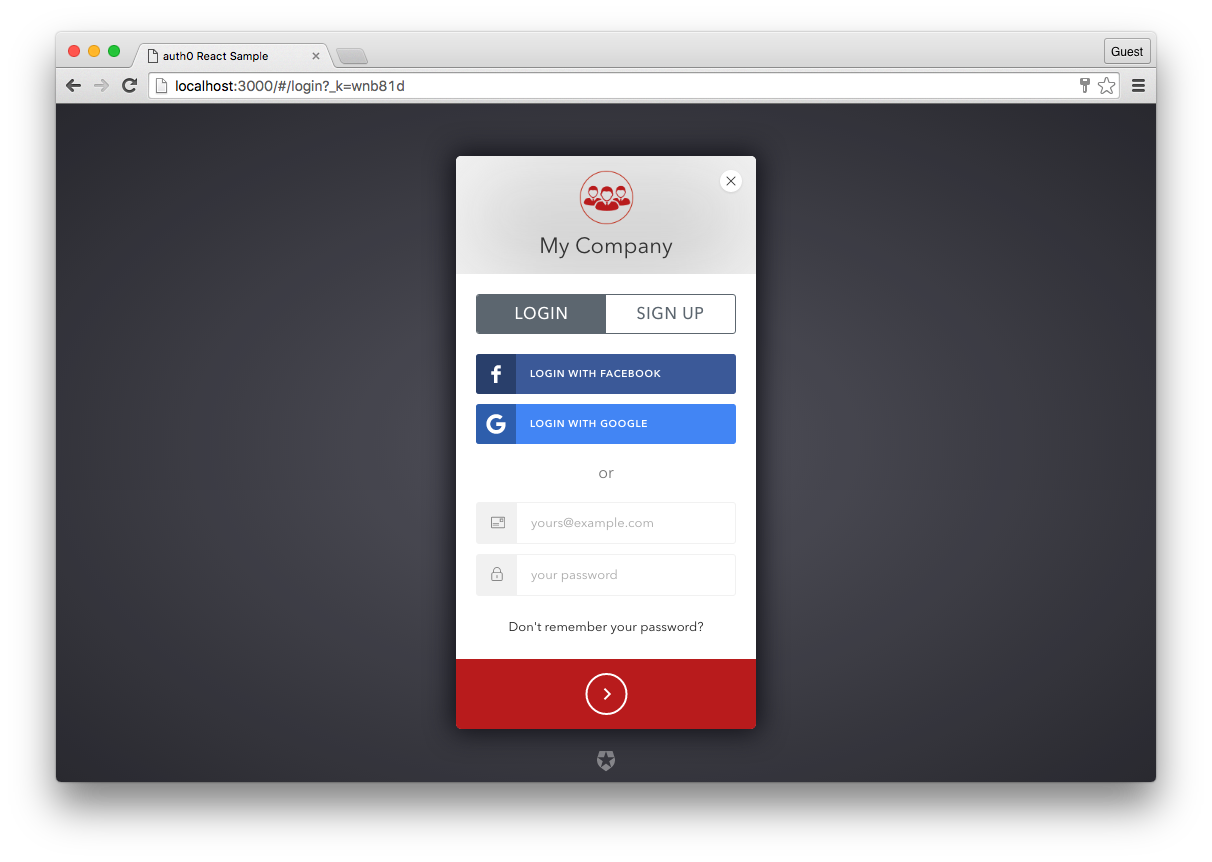 auth0 React Sample
Guest
localhost:3000/#/login?_k=wnb81d
My Company
LOGIN
SIGN UP
LOGIN WITH FACEBOOK
LOGIN WITH GOOGLE
or
yours@example.com
your password
Don't remember your password?